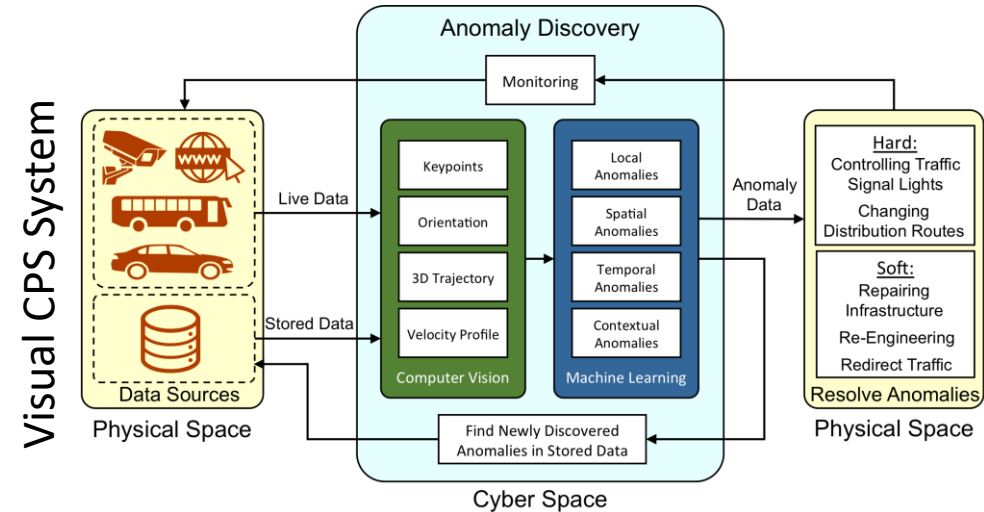 Visual CPS System
Anomaly Discovery
Monitoring
WWW
Live Data
Stored Data
Data Sources
Physical Space
Keypoints
Orientation
3D Trajectory
Velocity Profile
Computer Vision
Local
Anomalies
Spatial
Anomalies
Temporal
Anomalies
Contextual
Anomalies
Machine Learning
Find Newly Discovered
Anomalies in Stored Data
Cyber Space
Anomaly
Data
Hard:
Controlling Traffic
Signal Lights
Changing
Distribution Routes
Soft:
Repairing
Infrastructure
Re-Engineering
Redirect Traffic
Resolve Anomalies
Physical Space